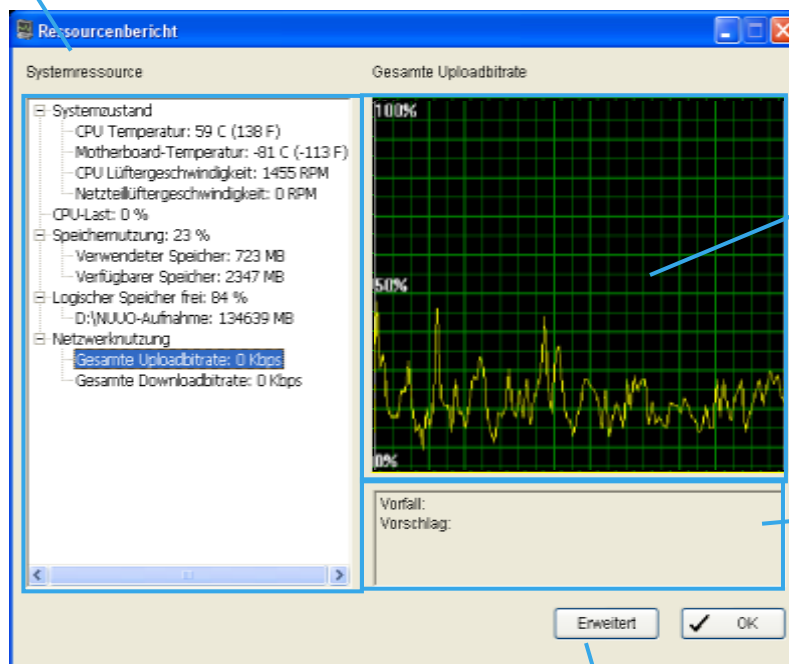 Ressourcenbericht
Systemressource
Gesamte Uploadbitrate
Systemzustand
CPU Temperatur: 59 C (138 F)
Motherboard-Temperatur: -81 C (-113 F)
CPU Lüftergeschwindigkeit: 1455 RPM
Netzteillüftergeschwindigkeit: 0 RPM
CPU-Last: 0 %
Speichernutzung: 23 %
Verwendeter Speicher: 723 MB
Verfügbarer Speicher: 2347 MB
Logischer Speicher frei: 84 %
D:\NUUO-Aufnahme: 134639 MB
Netzwerknutzung
Gesamte Uploadbitrate: 0 Kbps
Gesamte Downloadbitrate: 0 Kbps
100%
50%
0%
Vorfall:
Vorschlag:
Erweitert
OK